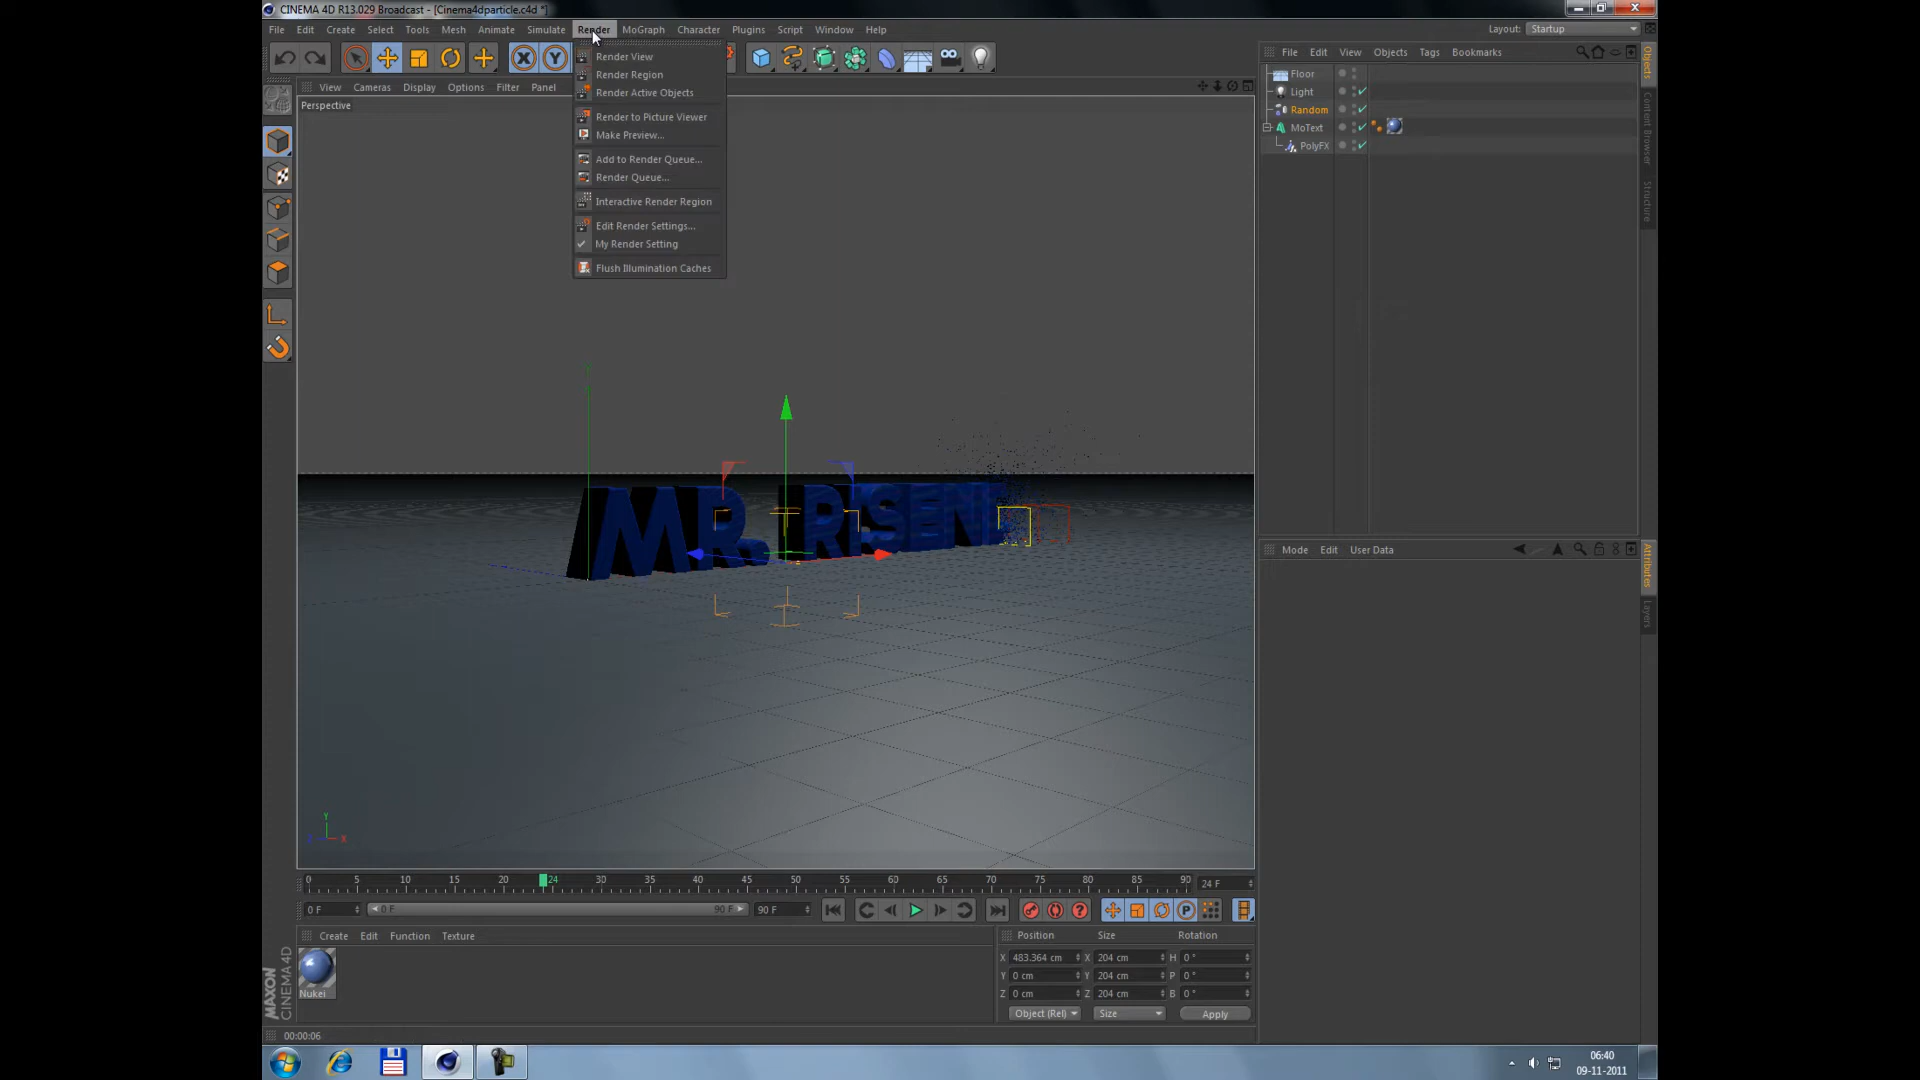 CINEMA 4D R13.029 Broadcast - [Cinema4dparticle.c4d *]
File Edit Create Select Tools Mesh Animate Simulate Render MoGraph Character Plugins Script Window Help
Layout: Startup
Render View
Render Region
Render Active Objects
Render to Picture Viewer
Make Preview...
Add to Render Queue...
Render Queue...
Interactive Render Region
Edit Render Settings...
My Render Setting
Flush Illumination Caches
X Y
View Cameras Display Options Filter Panel
Perspective
File Edit View Objects Tags Bookmarks
Floor
Light
Random
MoText
PolyFX
Objects
Content Browser
Structure
MR. RISEN
Mode Edit User Data
Attributes
Layers
Y
X
0 5 10 15 20 24 30 35 40 45 50 55 60 65 70 75 80 85 90
24 F
0 F
0 F
90 F
90 F
P
Create Edit Function Texture
Nukei
MAXON
CINEMA 4D
Position Size Rotation
X 483.364 cm X 204 cm H 0 °
Y 0 cm Y 204 cm P 0 °
Z 0 cm Z 204 cm B 0 °
Object (Rel) Size Apply
00:00:06
06:40
09-11-2011